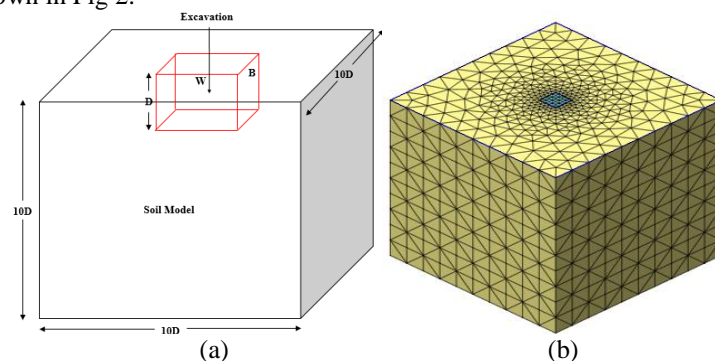 own in Fig 2.
Excavation
W
B
D
10D
10D
Soil Model
10D
(a)
(b)